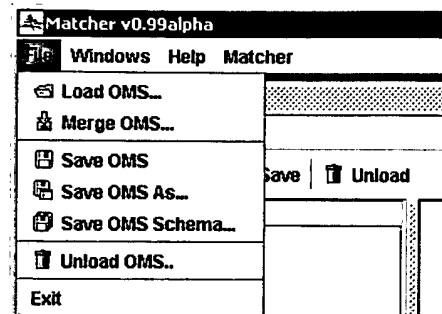 Matcher v0.99alpha
File Windows Help Matcher
Load OMS...
Merge OMS...
Save OMS
Save OMS As...
Save OMS Schema...
Unload OMS..
Exit
Save Unload